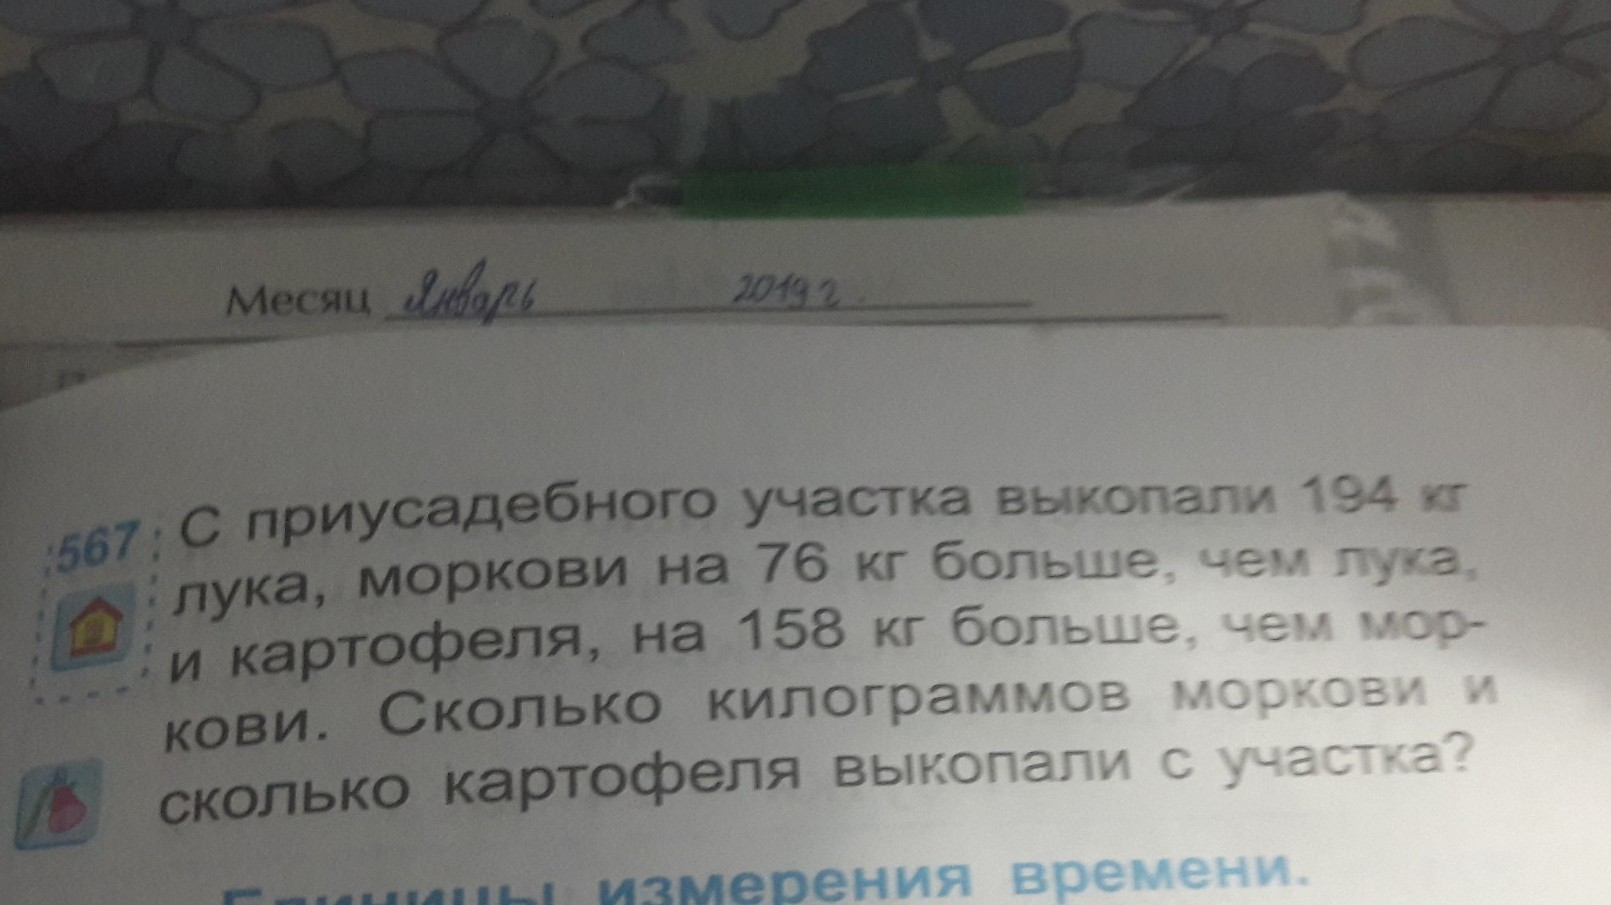 Месяц Январь 2019 г
567 С приусадебного участка выкопали 194 кг
лука, моркови на 76 кг больше, чем лука,
и картофеля, на 158 кг больше, чем мор-
кови. Сколько килограммов моркови и
сколько картофеля выкопали с участка?
Единицы измерения времени.